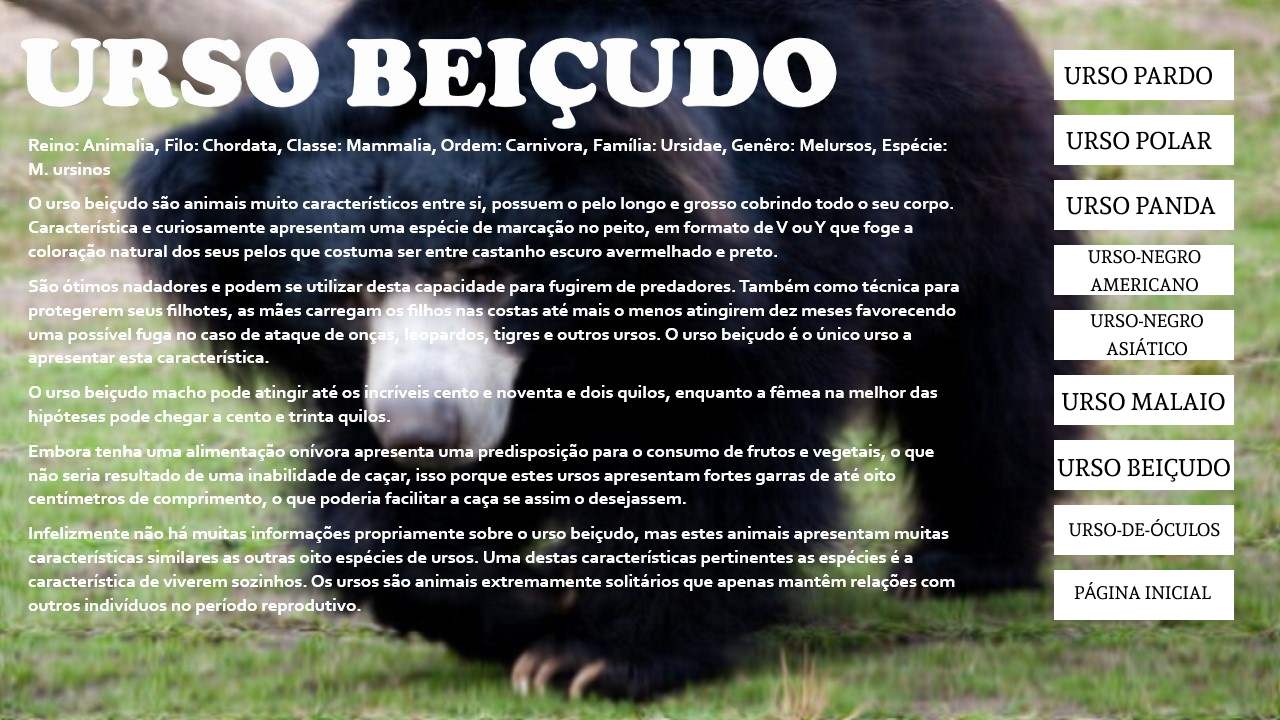 URSO BEIÇUDO
Reino: Animalia, Filo: Chordata, Classe: Mammalia, Ordem: Carnivora, Família: Ursidae, Genêro: Melursos, Espécie:
M. ursinos
O urso beiçudo são animais muito característicos entre si, possuem o pelo longo e grosso cobrindo todo o seu corpo.
Característica e curiosamente apresentam uma espécie de marcação no peito, em formato de V ou Y que foge a
coloração natural dos seus pelos que costuma ser entre castanho escuro avermelhado e preto.
São ótimos nadadores e podem se utilizar desta capacidade para fugirem de predadores. Também como técnica para
protegerem seus filhotes, as mães carregam os filhos nas costas até mais o menos atingirem dez meses favorecendo
uma possível fuga no caso de ataque de onças, leopardos, tigres e outros ursos. O urso beiçudo é o único urso a
apresentar esta característica.
O urso beiçudo macho pode atingir até os incríveis cento e noventa e dois quilos, enquanto a fêmea na melhor das
hipóteses pode chegar a cento e trinta quilos.
Embora tenha uma alimentação onívora apresenta uma predisposição para o consumo de frutos e vegetais, o que
não seria resultado de uma inabilidade de caçar, isso porque estes ursos apresentam fortes garras de até oito
centímetros de comprimento, o que poderia facilitar a caça se assim o desejassem.
Infelizmente não há muitas informações propriamente sobre o urso beiçudo, mas estes animais apresentam muitas
características similares as outras oito espécies de ursos. Uma destas características pertinentes as espécies é a
característica de viverem sozinhos. Os ursos são animais extremamente solitários que apenas mantêm relações com
outros indivíduos no período reprodutivo.
URSO PARDO
URSO POLAR
URSO PANDA
URSO-NEGRO
AMERICANO
URSO-NEGRO
ASIÁTICO
URSO MALAIO
URSO BEIÇUDO
URSO-DE-ÓCULOS
PÁGINA INICIAL